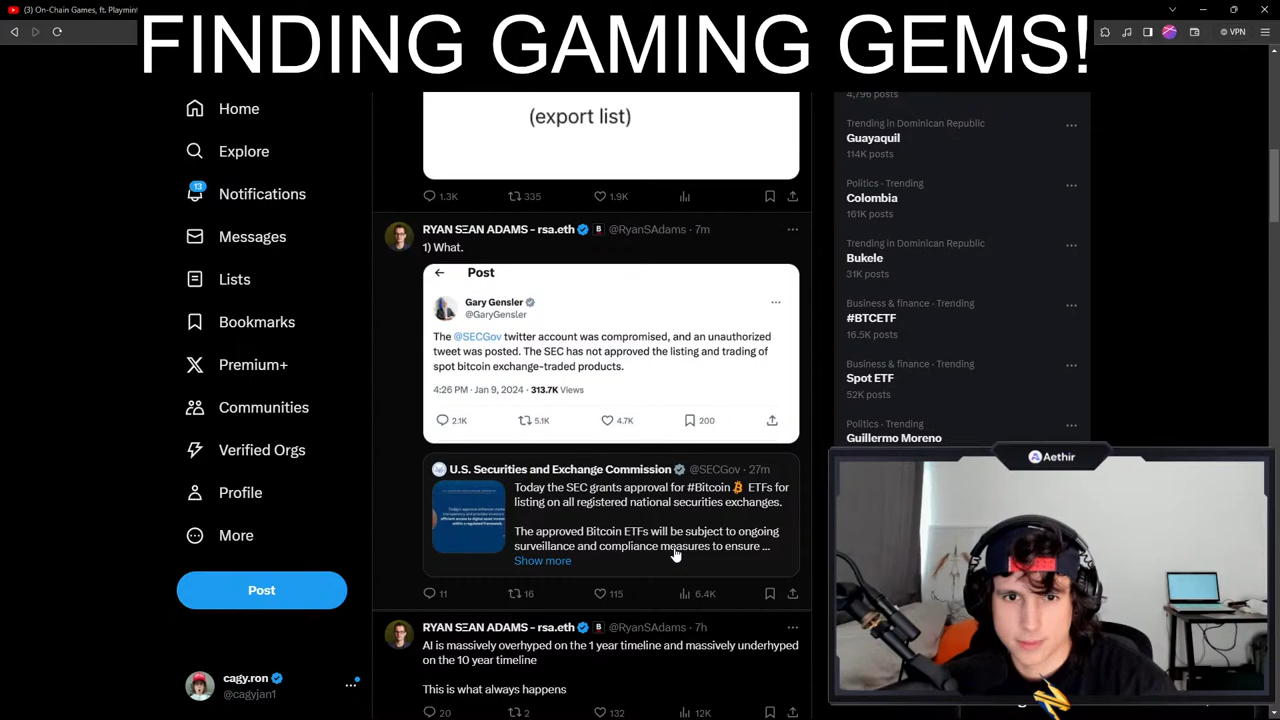 (3) On-Chain Games, ft. Playmint
FINDING GAMING GEMS!
VPN
Home
Explore
13
Notifications
Messages
Lists
Bookmarks
Premium+
Communities
Verified Orgs
Profile
More
Post
cagy.ron
@cagyjan1
(export list)
1.3K 335 1.9K
RYAN SΞAN ADAMS - rsa.eth B @RyanSAdams · 7m
1) What.
Post
Gary Gensler
@GaryGensler
The @SECGov twitter account was compromised, and an unauthorized
tweet was posted. The SEC has not approved the listing and trading of
spot bitcoin exchange-traded products.
4:26 PM · Jan 9, 2024 · 313.7K Views
2.1K 5.1K 4.7K 200
U.S. Securities and Exchange Commission @SECGov · 27m
Today the SEC grants approval for #Bitcoin ETFs for
listing on all registered national securities exchanges.
The approved Bitcoin ETFs will be subject to ongoing
surveillance and compliance measures to ensure ...
Show more
11 16 115 6.4K
RYAN SΞAN ADAMS - rsa.eth B @RyanSAdams · 7h
AI is massively overhyped on the 1 year timeline and massively underhyped
on the 10 year timeline
This is what always happens
20 2 132 12K
4,796 posts
Trending in Dominican Republic
Guayaquil
114K posts
Politics · Trending
Colombia
161K posts
Trending in Dominican Republic
Bukele
31K posts
Business & finance · Trending
#BTCETF
16.5K posts
Business & finance · Trending
Spot ETF
52K posts
Politics · Trending
Guillermo Moreno
Aethir